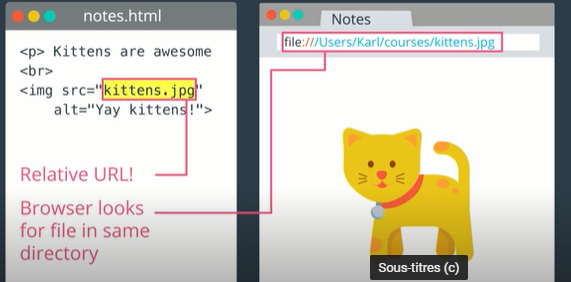 notes.html
<p> Kittens are awesome
<br>
<img src="kittens.jpg"
alt="Yay kittens!">
Relative URL!
Browser looks
for file in same
directory
Notes
file:///Users/Karl/courses/kittens.jpg
Sous-titres (c)